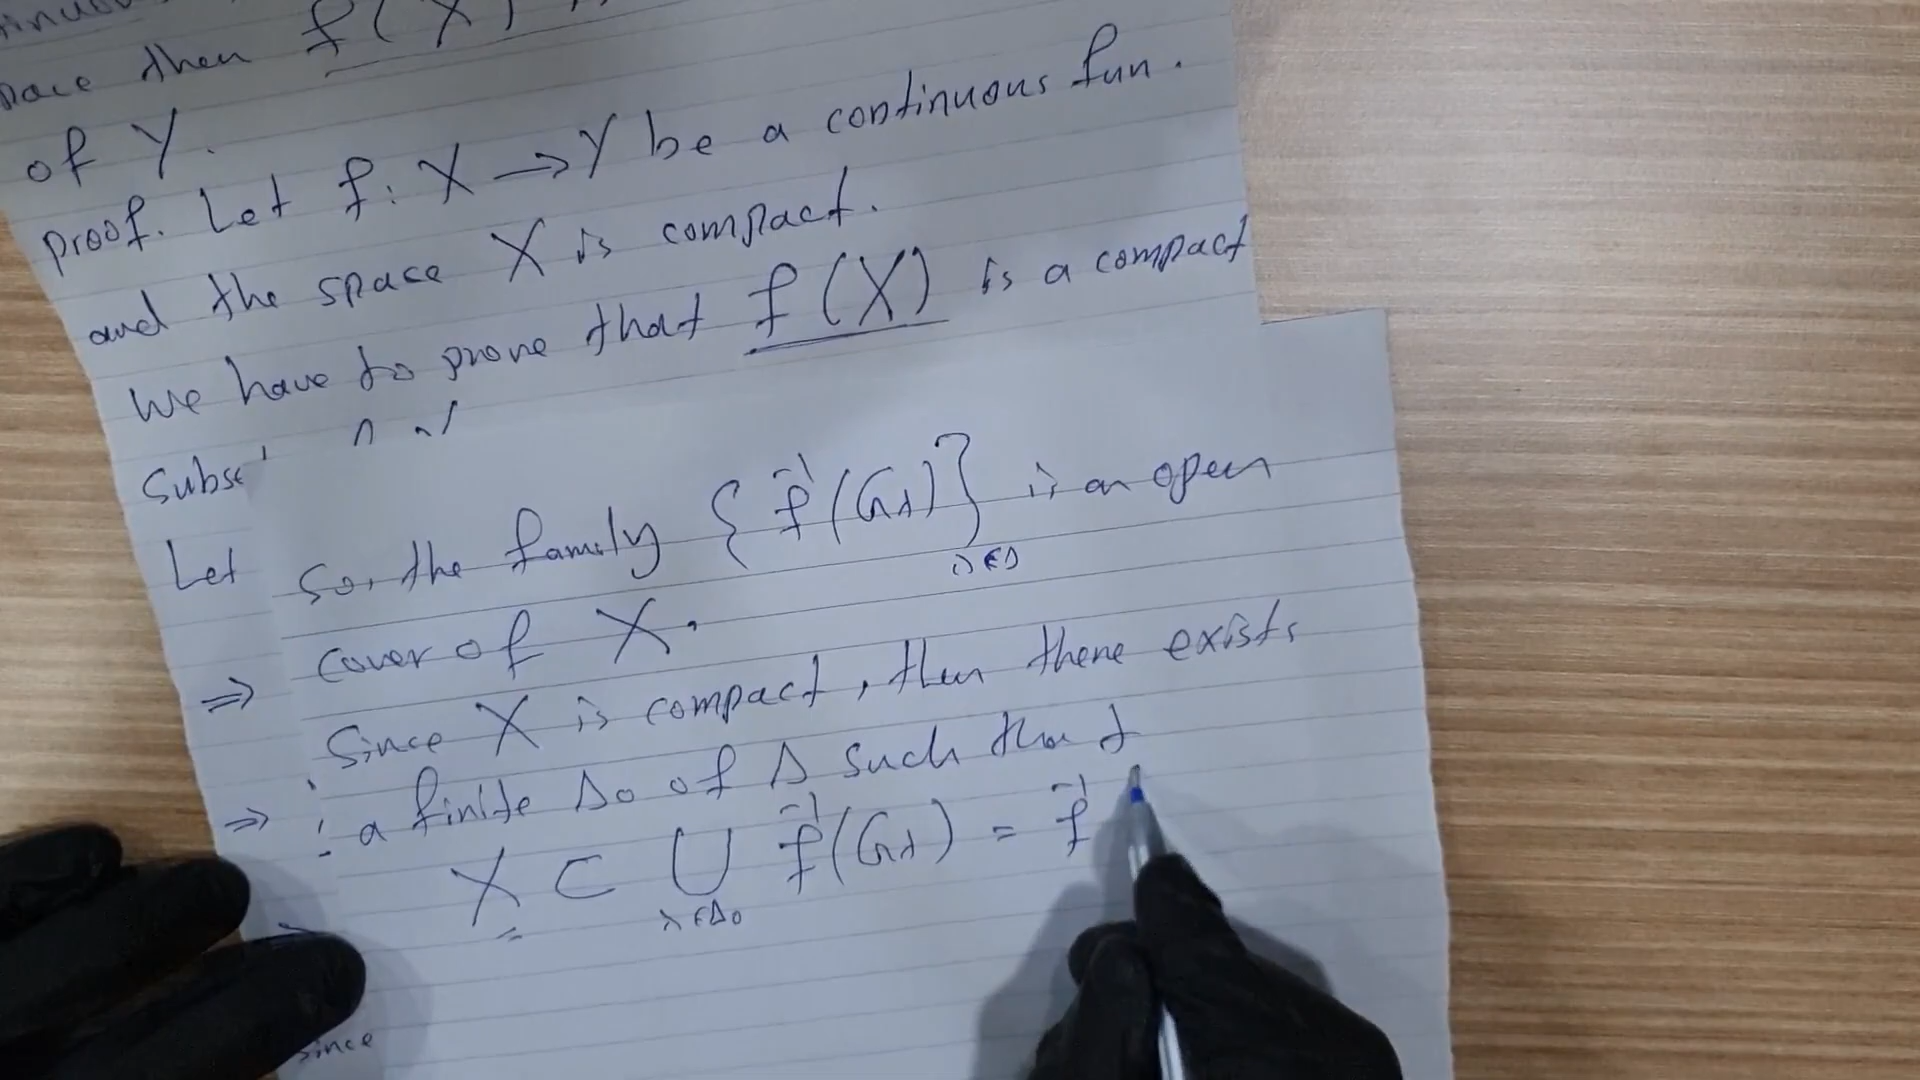 then f(X)
of Y.
proof. Let f: X → Y be a continuous fun.
and the space X is compact.
We have to prove that f(X) is a compact
Let
So, the family { f⁻¹(Gλ) }λ∈Δ is an open
cover of X.
⇒
Since X is compact, then there exists
⇒ a finite Δ₀ of Δ such that
X ⊂ ⋃λ∈Δ₀ f⁻¹(Gλ) = f⁻¹